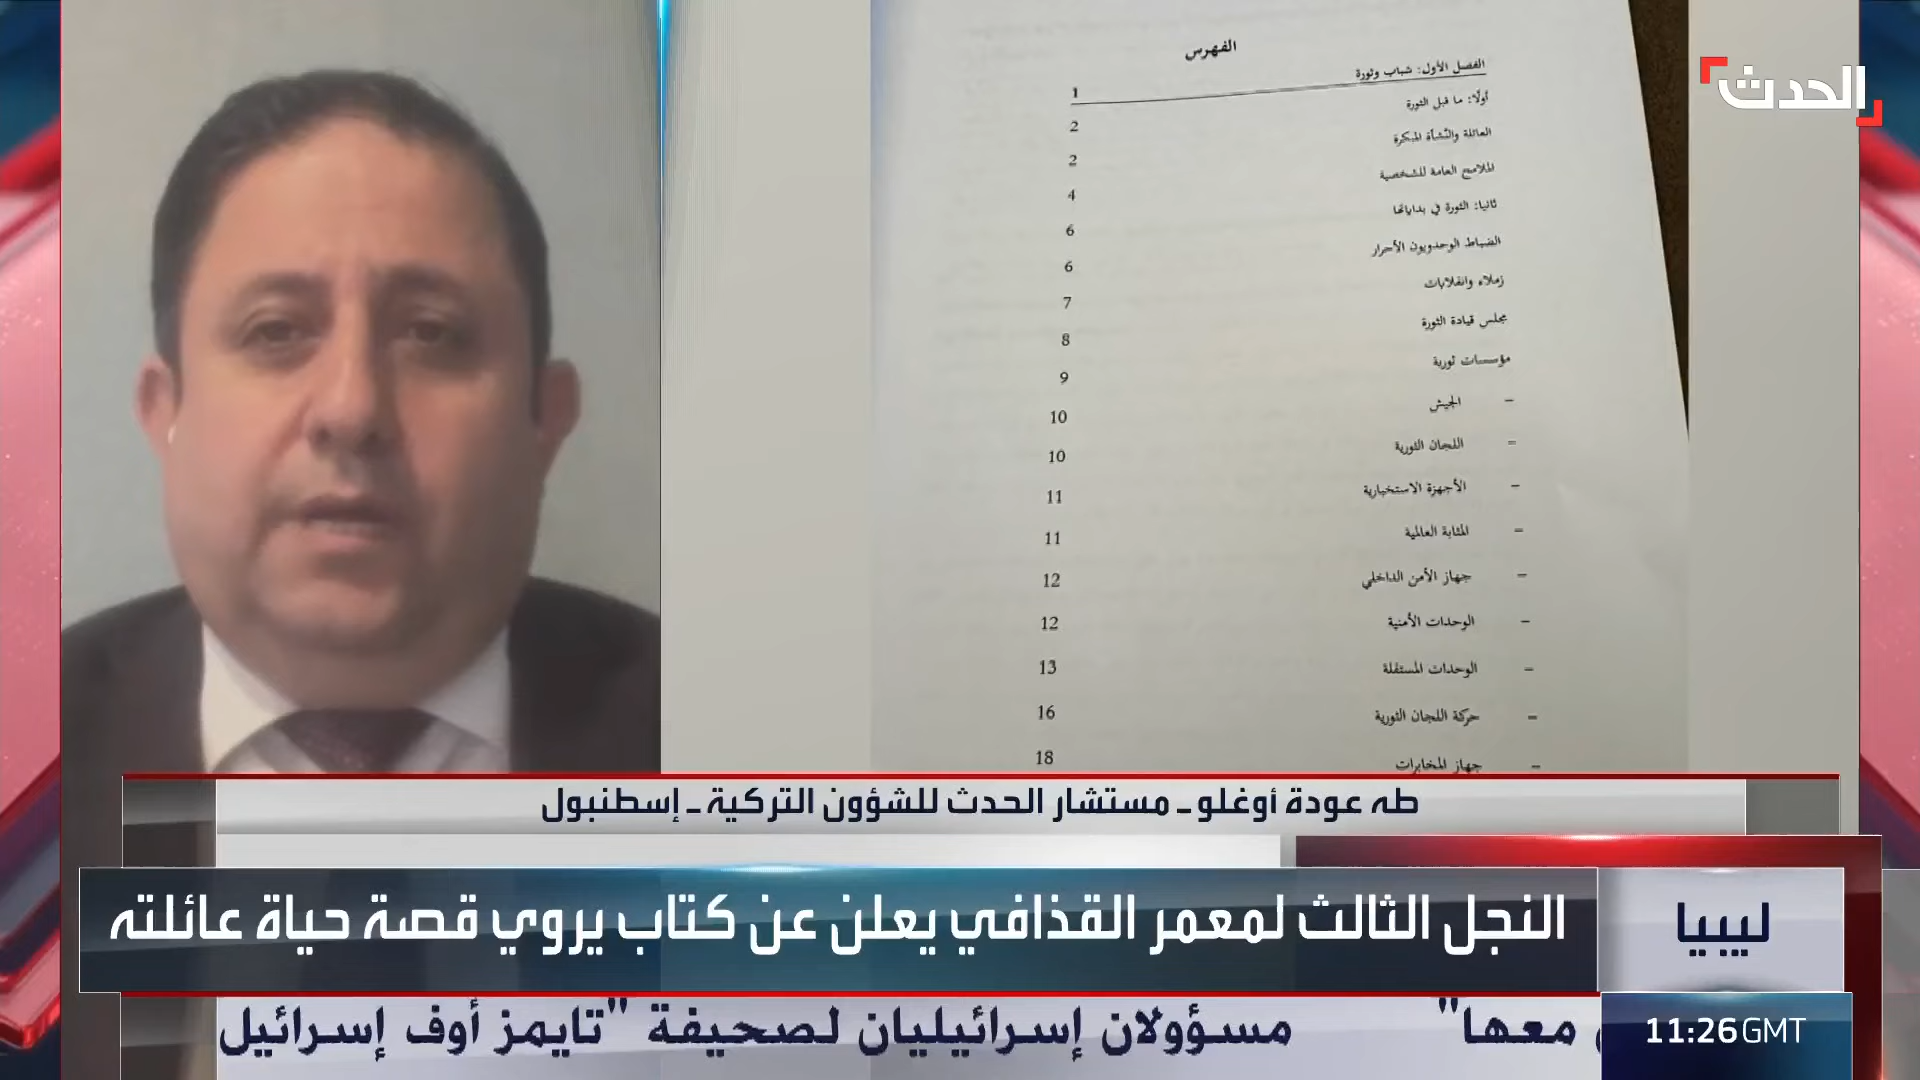 الحدث
الفهرس
الفصل الأول: شباب وثورة 1
أولًا: ما قبل الثورة 2
العائلة والنشأة المبكرة 2
الملامح العامة للشخصية 4
ثانيا: الثورة في بداياتها 6
الضباط الوحدويون الأحرار 6
زملاء وانقلابات 7
مجلس قيادة الثورة 8
مؤسسات ثورية 9
– الجيش 10
– اللجان الثورية 10
– الأجهزة الاستخبارية 11
– المثابة العالمية 11
– جهاز الأمن الداخلي 12
– الوحدات الأمنية 12
– الوحدات المستقلة 13
– حركة اللجان الثورية 16
– جهاز المخابرات 18
طه عودة أوغلو - مستشار الحدث للشؤون التركية - إسطنبول
ليبيا
النجل الثالث لمعمر القذافي يعلن عن كتاب يروي قصة حياة عائلته
معها" مسؤولان إسرائيليان لصحيفة "تايمز أوف إسرائيل
11:26 GMT